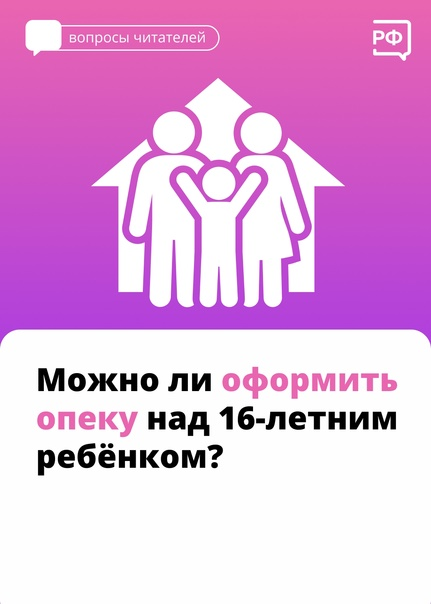 вопросы читателей
РФ
Можно ли оформить
опеку над 16-летним
ребёнком?